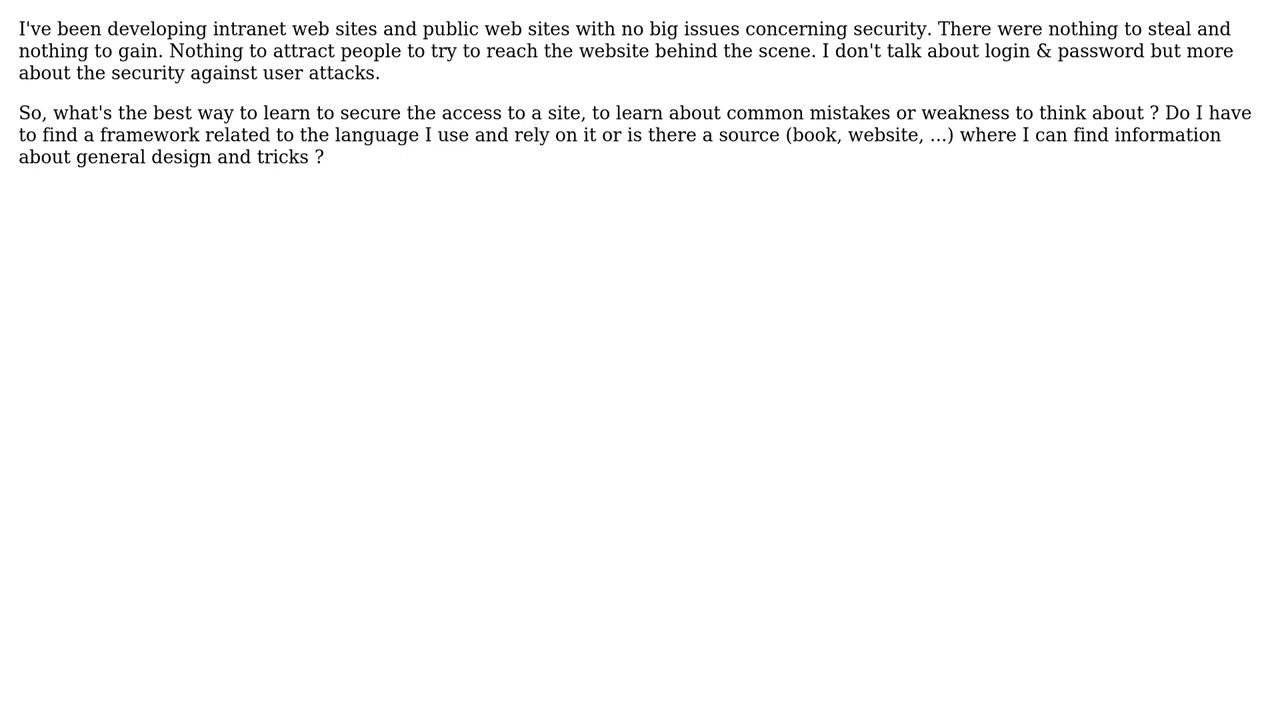 I've been developing intranet web sites and public web sites with no big issues concerning security. There were nothing to steal and
nothing to gain. Nothing to attract people to try to reach the website behind the scene. I don't talk about login & password but more
about the security against user attacks.
So, what's the best way to learn to secure the access to a site, to learn about common mistakes or weakness to think about ? Do I have
to find a framework related to the language I use and rely on it or is there a source (book, website, ...) where I can find information
about general design and tricks ?